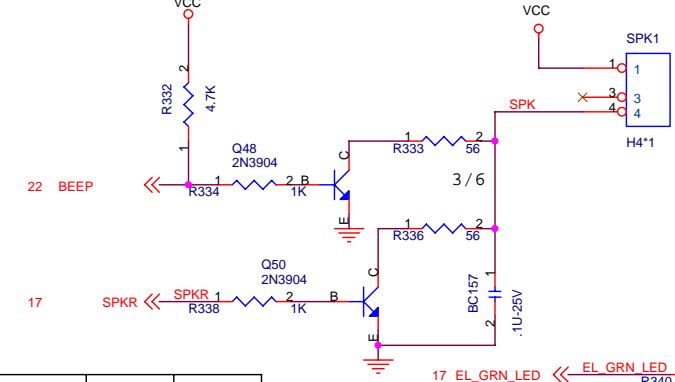 VCC
VCC
SPK1
2
R332
4.7K
1
1
1
3
3
4
4
SPK
H4*1
Q48
2N3904
C
1
2
R333
56
22 BEEP
1
R334
2
1K
B
E
3/6
1
2
R336
56
Q50
2N3904
C
1
BC157
2
.1U-25V
17 SPKR
SPKR
1
R338
2
1K
B
E
17 EL_GRN_LED
EL_GRN_LED
R340